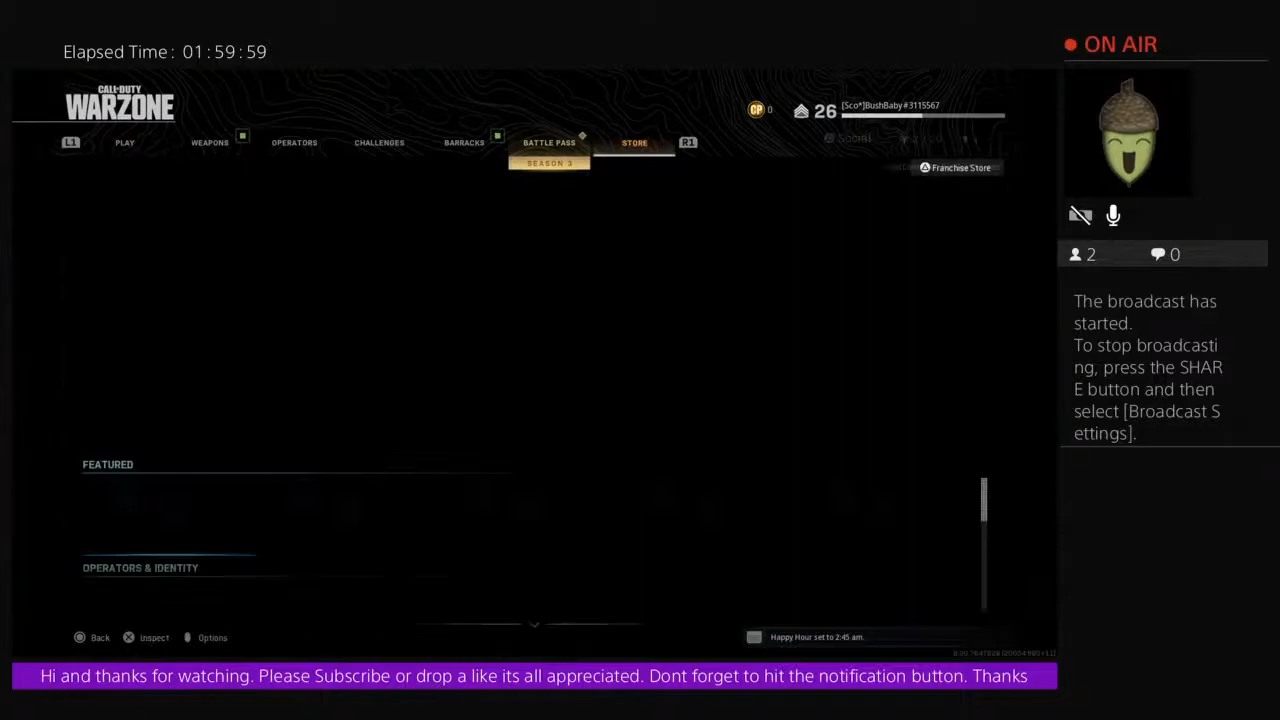 Elapsed Time: 01:59:59
ON AIR
CALL OF DUTY
WARZONE
CP 0
26 [Sco*]BushBaby#3115567
L1 PLAY WEAPONS OPERATORS CHALLENGES BARRACKS BATTLE PASS STORE R1
Social
SEASON 3
Franchise Store
2 0
The broadcast has
started.
To stop broadcasti
ng, press the SHAR
E button and then
select [Broadcast S
ettings].
FEATURED
OPERATORS & IDENTITY
Back Inspect Options
Happy Hour set to 2:45 am.
Hi and thanks for watching. Please Subscribe or drop a like its all appreciated. Dont forget to hit the notification button. Thanks